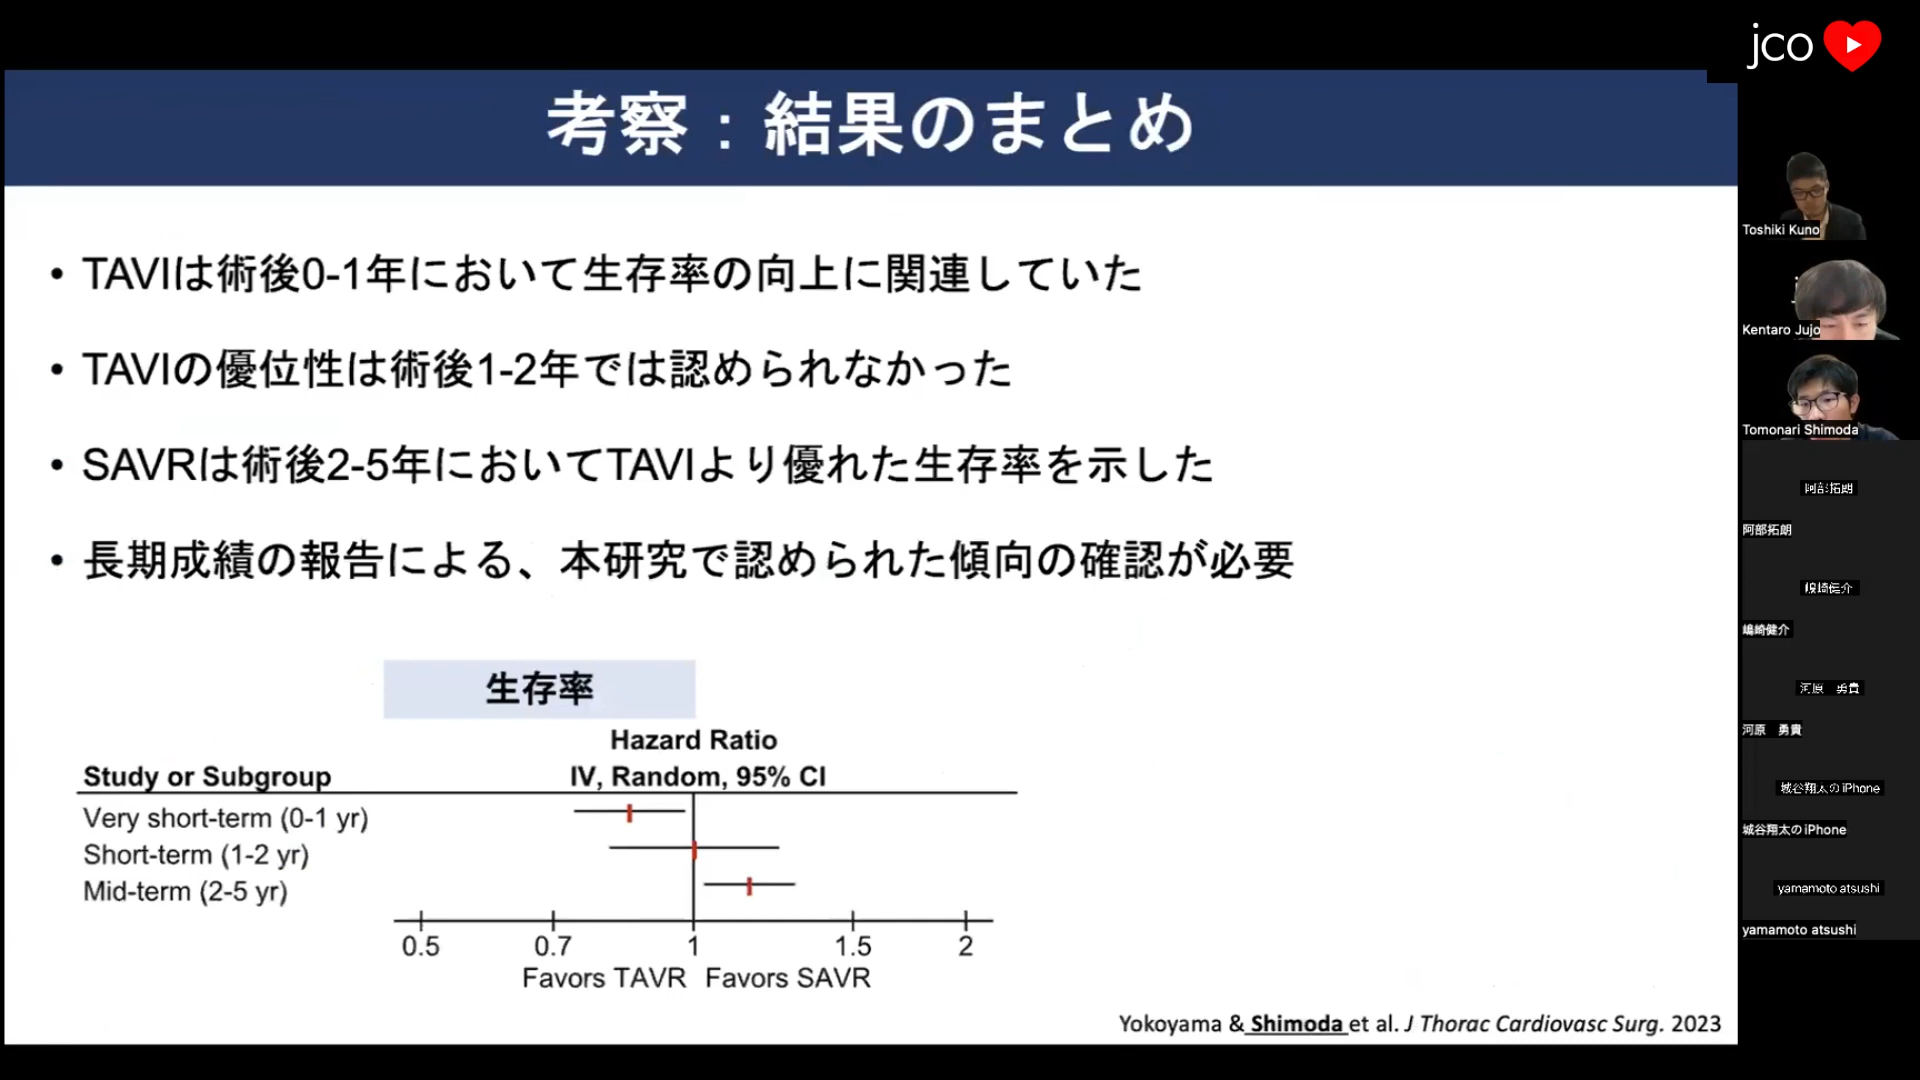 jco
考察：結果のまとめ
• TAVIは術後0-1年において生存率の向上に関連していた
• TAVIの優位性は術後1-2年では認められなかった
• SAVRは術後2-5年においてTAVIより優れた生存率を示した
• 長期成績の報告による、本研究で認められた傾向の確認が必要
生存率
Hazard Ratio
Study or Subgroup IV, Random, 95% CI
Very short-term (0-1 yr)
Short-term (1-2 yr)
Mid-term (2-5 yr)
0.5 0.7 1 1.5 2
Favors TAVR Favors SAVR
Yokoyama & Shimoda et al. J Thorac Cardiovasc Surg. 2023
Toshiki Kuno
Kentaro Jujo
Tomonari Shimoda
阿部拓朗
阿部拓朗
嶋崎健介
嶋崎健介
河原　勇貴
河原　勇貴
城谷翔太のiPhone
城谷翔太のiPhone
yamamoto atsushi
yamamoto atsushi